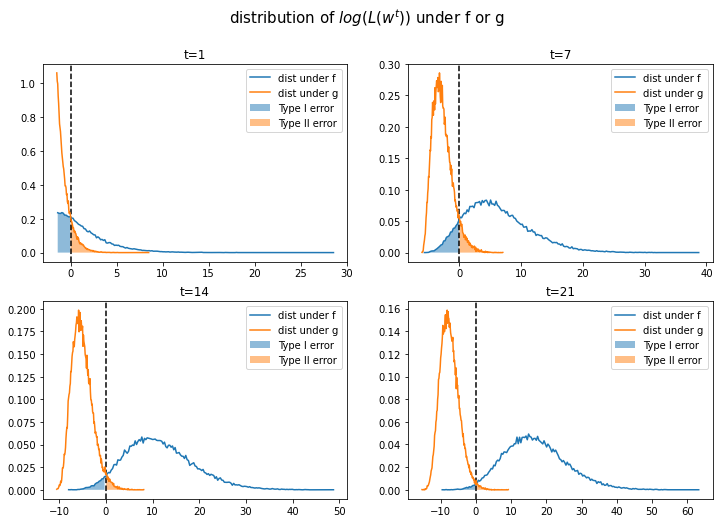 distribution of log(L(w^t)) under f or g
t=1
dist under f
dist under g
Type I error
Type II error
1.0
0.8
0.6
0.4
0.2
0.0
0
5
10
15
20
25
30
t=7
dist under f
dist under g
Type I error
Type II error
0.30
0.25
0.20
0.15
0.10
0.05
0.00
0
10
20
30
40
t=14
dist under f
dist under g
Type I error
Type II error
0.200
0.175
0.150
0.125
0.100
0.075
0.050
0.025
0.000
−10
0
10
20
30
40
50
t=21
dist under f
dist under g
Type I error
Type II error
0.16
0.14
0.12
0.10
0.08
0.06
0.04
0.02
0.00
−10
0
10
20
30
40
50
60